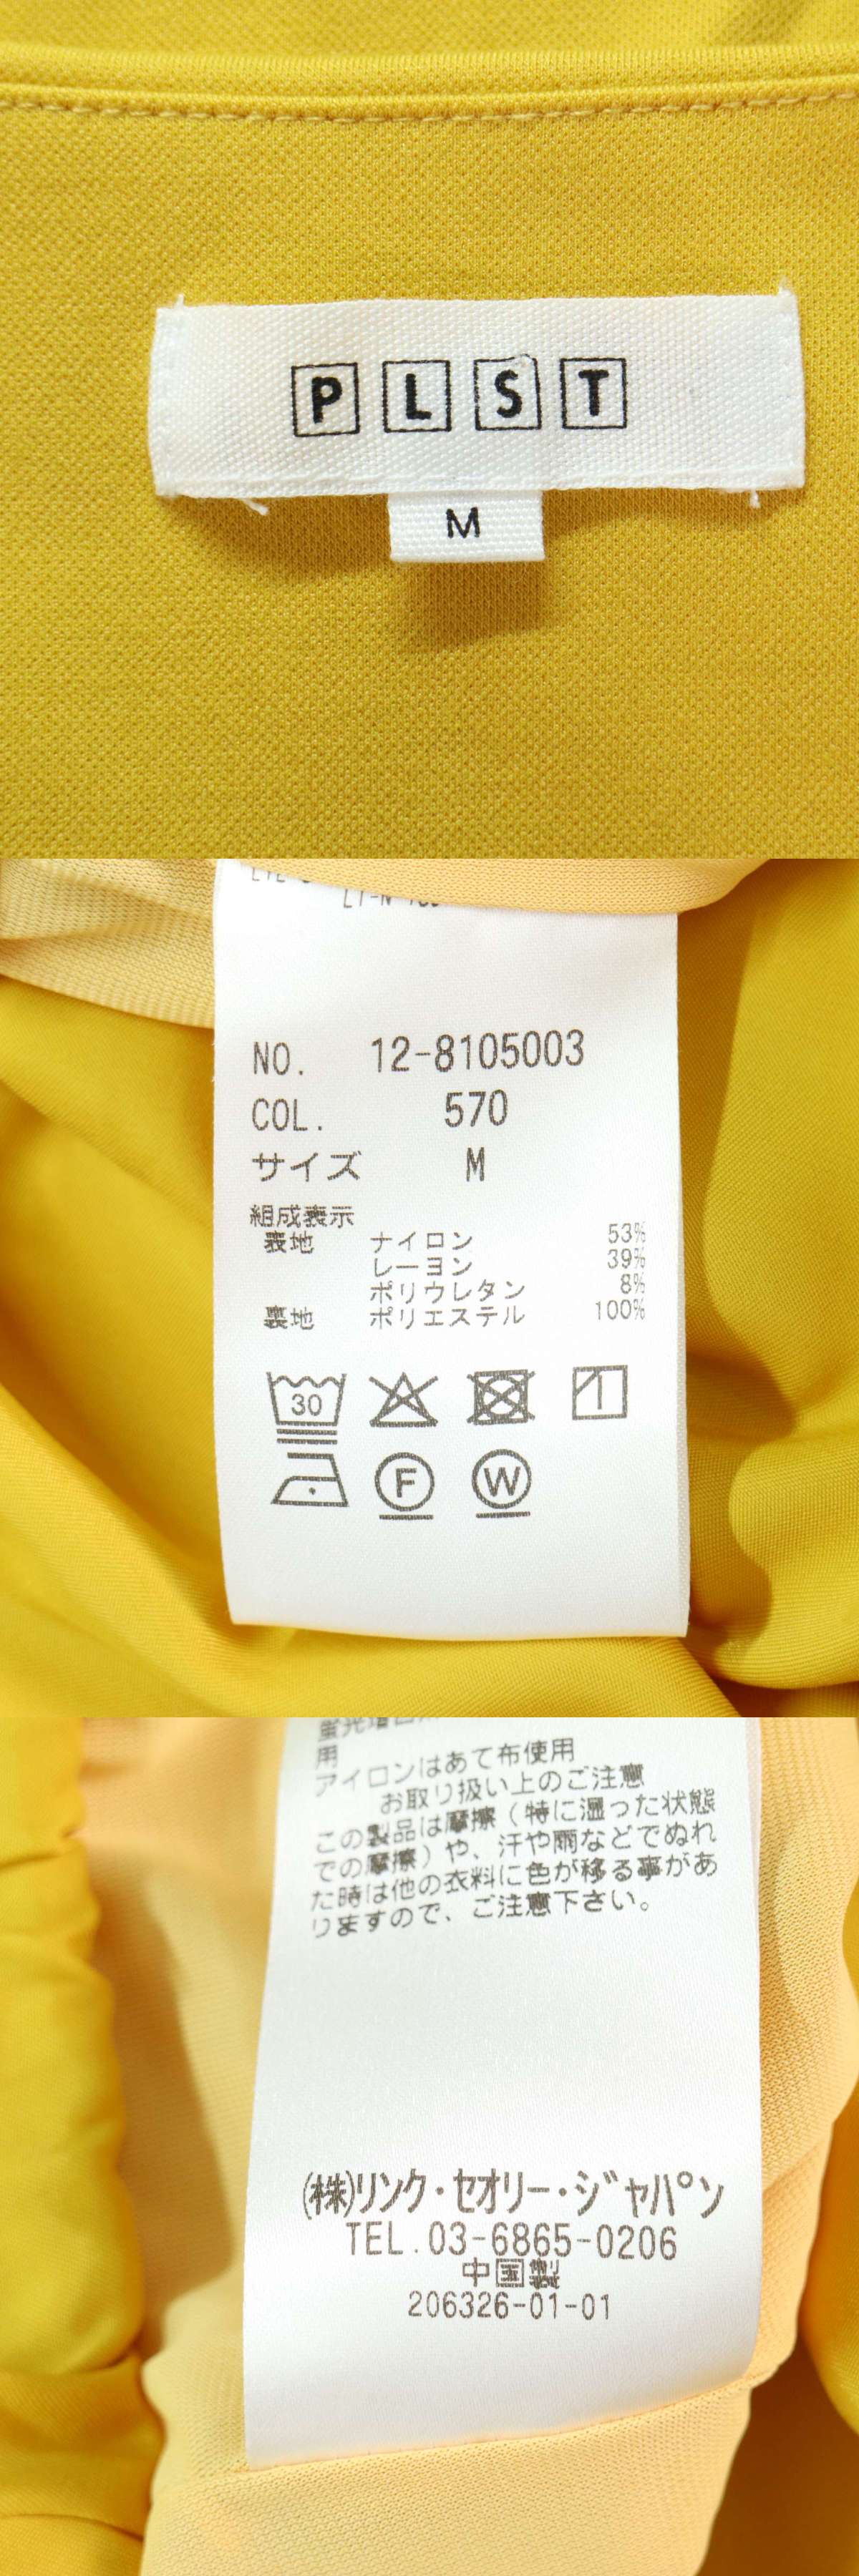 PLST
M
NO. 12-8105003
COL. 570
サイズ M
組成表示
表地 ナイロン 53%
レーヨン 39%
ポリウレタン 8%
裏地 ポリエステル 100%
30
F W
用
アイロンはあて布使用
お取り扱い上のご注意
この製品は摩擦（特に湿った状態
での摩擦）や、汗や雨などでぬれ
た時は他の衣料に色が移る事があ
りますので、ご注意下さい。
㈱リンク・セオリー・ジャパン
TEL.03-6865-0206
中国製
206326-01-01